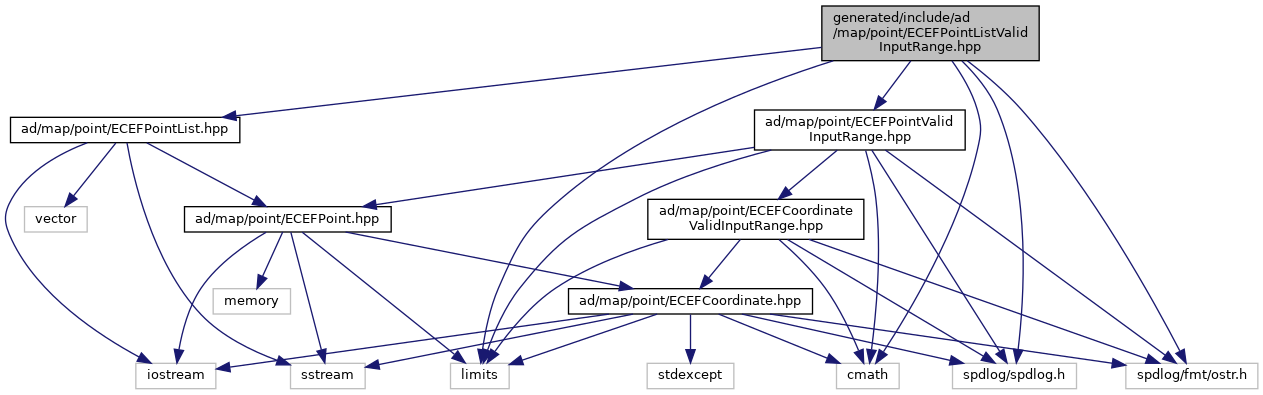 generated/include/ad
/map/point/ECEFPointListValid
InputRange.hpp
ad/map/point/ECEFPointList.hpp
ad/map/point/ECEFPointValid
InputRange.hpp
vector
ad/map/point/ECEFPoint.hpp
ad/map/point/ECEFCoordinate
ValidInputRange.hpp
memory
ad/map/point/ECEFCoordinate.hpp
iostream
sstream
limits
stdexcept
cmath
spdlog/spdlog.h
spdlog/fmt/ostr.h